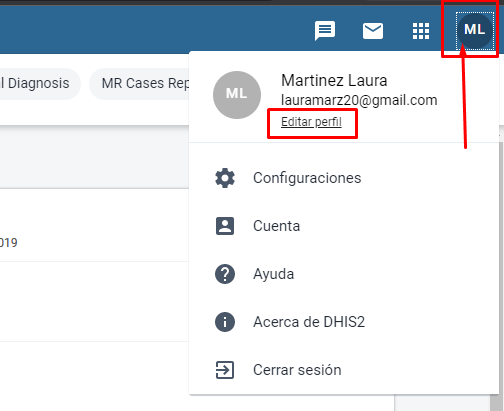 ML
l Diagnosis
MR Cases Rep
ML
Martinez Laura
lauramarz20@gmail.com
Editar perfil
Configuraciones
2019
Cuenta
Ayuda
Acerca de DHIS2
Cerrar sesión